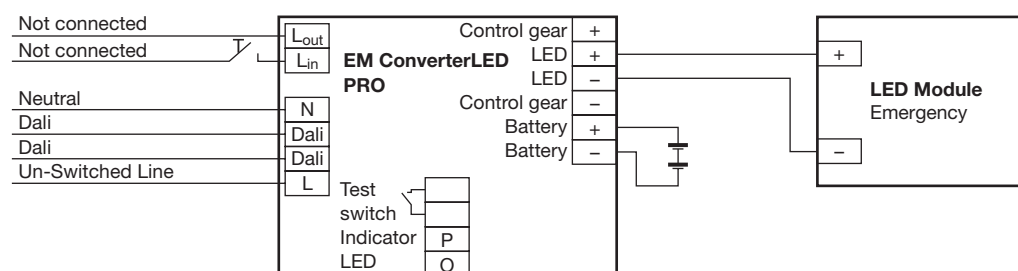 Not connected
Not connected
Neutral
Dali
Dali
Un-Switched Line
Lout
Lin
N
Dali
Dali
L
EM ConverterLED
PRO
Control gear +
LED +
LED –
Control gear –
Battery +
Battery –
Test
switch
Indicator P
LED O
+
–
LED Module
Emergency